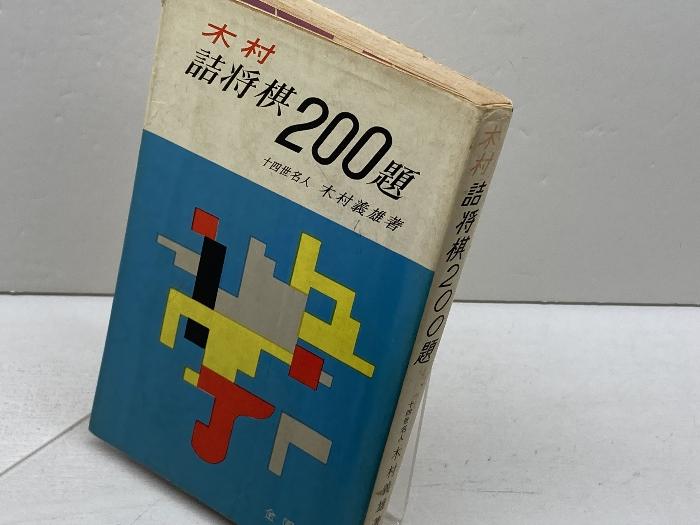 木村
詰将棋200題
十四世名人 木村義雄著
木村 詰将棋200題
十四世名人 木村義雄